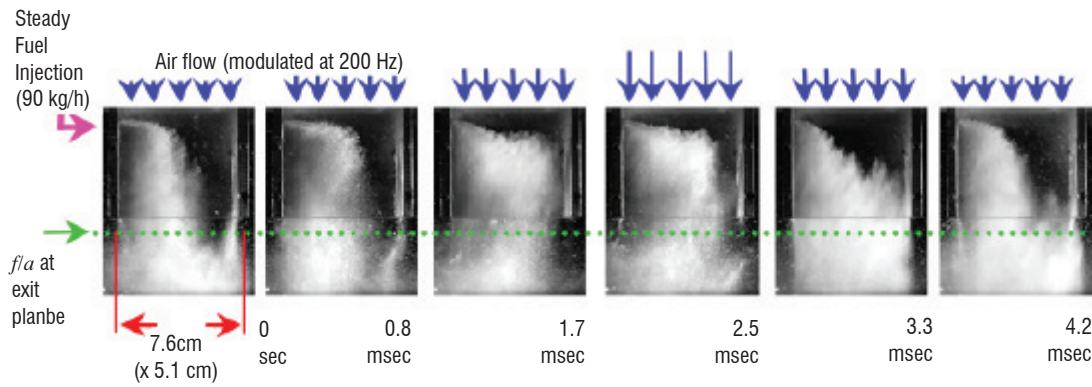 Steady
Fuel
Injection
(90 kg/h)
Air flow (modulated at 200 Hz)
f/a at
exit
planbe
7.6cm
(x 5.1 cm)
0
sec
0.8
msec
1.7
msec
2.5
msec
3.3
msec
4.2
msec